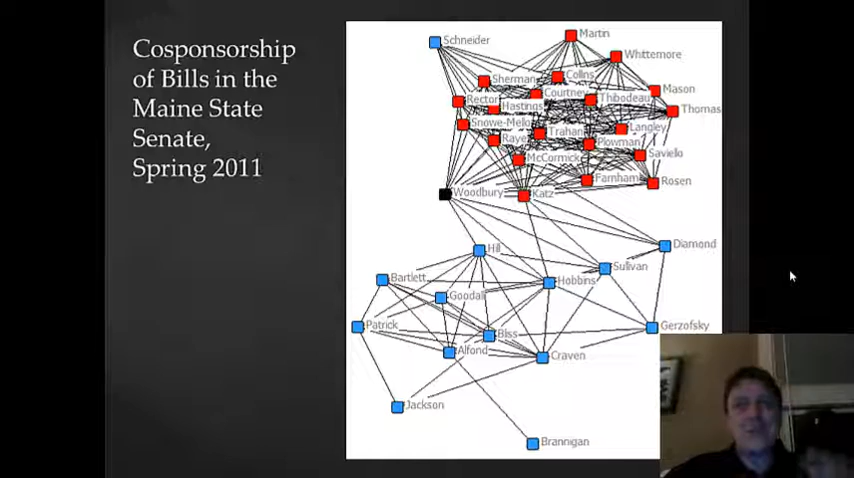 Cosponsorship
of Bills in the
Maine State
Senate,
Spring 2011
Schneider
Martin
Whittemore
Sherman
Collins
Mason
Rector
Courtney
Thibodeau
Hastings
Thomas
Snowe-Mello
Trahan
Langley
Raye
Plowman
McCormick
Saviello
Farnham
Rosen
Woodbury
Katz
Hill
Diamond
Sullivan
Bartlett
Hobbins
Goodall
Patrick
Bliss
Gerzofsky
Alfond
Craven
Jackson
Brannigan